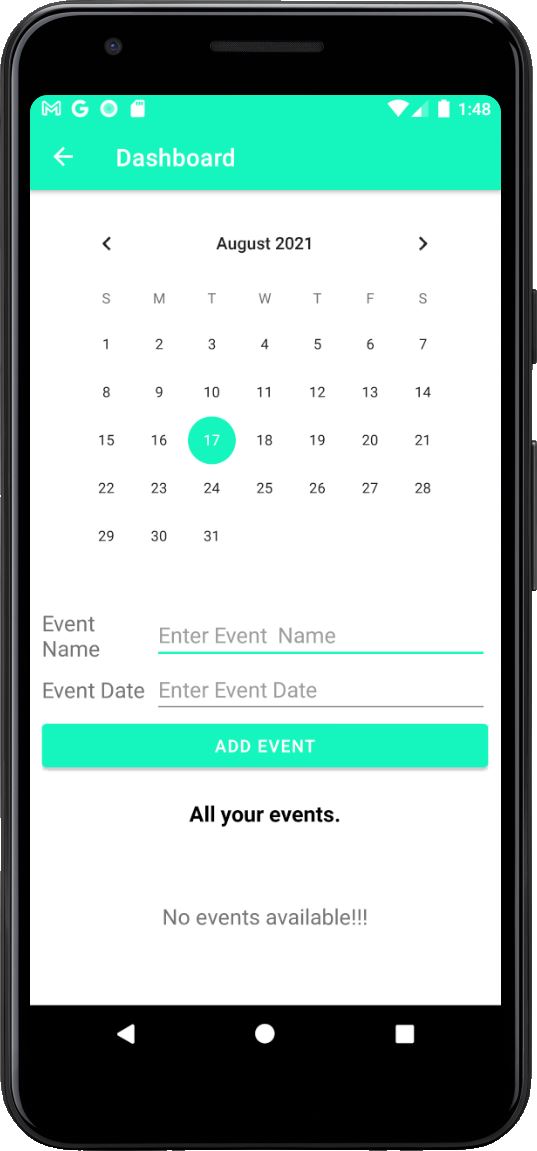 1:48
Dashboard
August 2021
S M T W T F S
1 2 3 4 5 6 7
8 9 10 11 12 13 14
15 16 17 18 19 20 21
22 23 24 25 26 27 28
29 30 31
Event
Name
Enter Event  Name
Event Date Enter Event Date
ADD EVENT
All your events.
No events available!!!